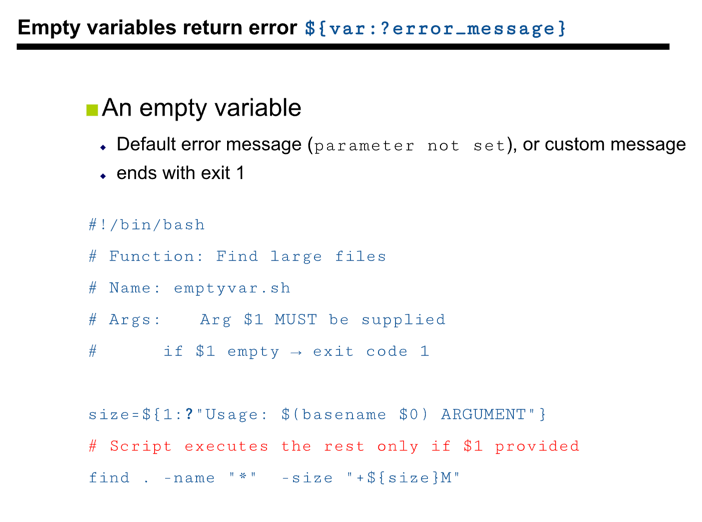 Empty variables return error ${var:?error_message}
An empty variable
Default error message (parameter not set), or custom message
ends with exit 1
#!/bin/bash
# Function: Find large files
# Name: emptyvar.sh
# Args:   Arg $1 MUST be supplied
#      if $1 empty → exit code 1
size=${1:?"Usage: $(basename $0) ARGUMENT"}
# Script executes the rest only if $1 provided
find . -name "*"  -size "+${size}M"